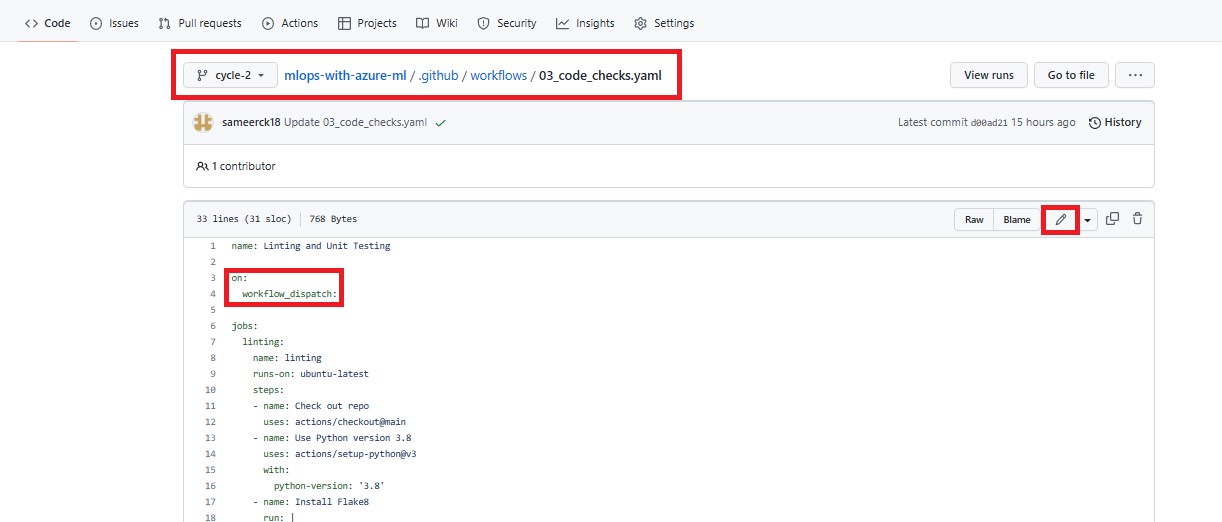 Code Issues Pull requests Actions Projects Wiki Security Insights Settings
cycle-2 mlops-with-azure-ml / .github / workflows / 03_code_checks.yaml View runs Go to file ...
sameerck18 Update 03_code_checks.yaml Latest commit d00ad21 15 hours ago History
1 contributor
33 lines (31 sloc) 768 Bytes Raw Blame
1 name: Linting and Unit Testing
2
3 on:
4 workflow_dispatch:
5
6 jobs:
7 linting:
8 name: linting
9 runs-on: ubuntu-latest
10 steps:
11 - name: Check out repo
12 uses: actions/checkout@main
13 - name: Use Python version 3.8
14 uses: actions/setup-python@v3
15 with:
16 python-version: '3.8'
17 - name: Install Flake8
18 run: |